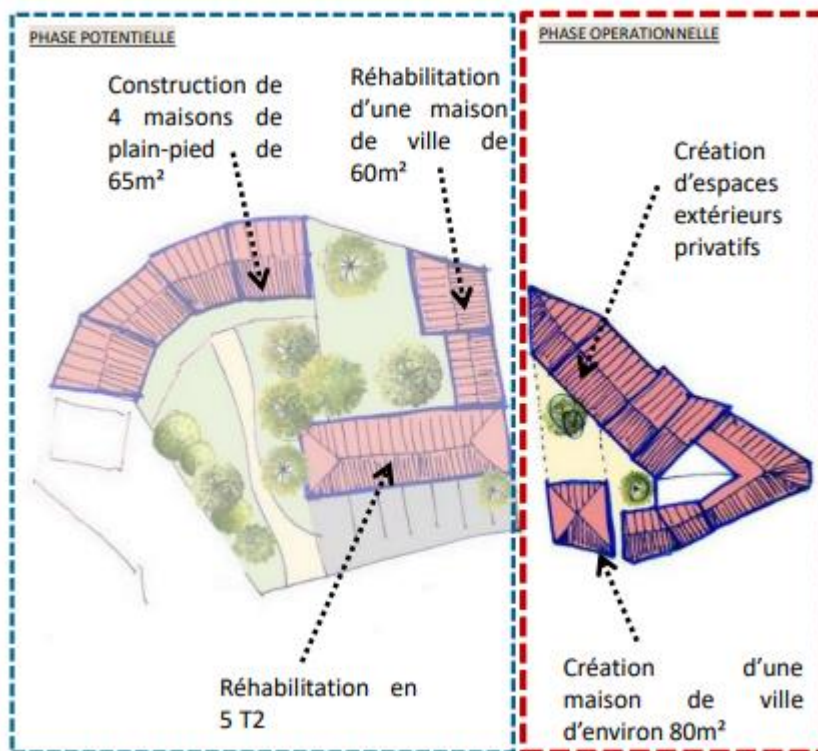 PHASE POTENTIELLE
Construction de
4 maisons de
plain-pied de
65m²
Réhabilitation
d'une maison
de ville de
60m²
Réhabilitation en
5 T2
PHASE OPERATIONNELLE
Création
d'espaces
extérieurs
privatifs
Création d'une
maison de ville
d'environ 80m²